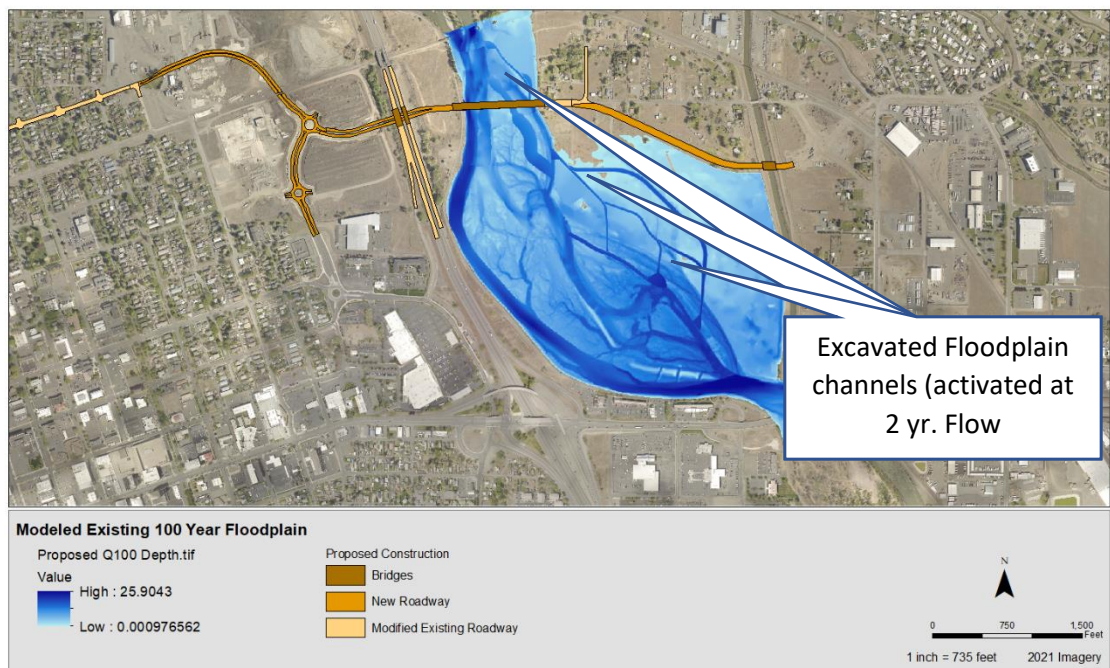 Excavated Floodplain
channels (activated at
2 yr. Flow
Modeled Existing 100 Year Floodplain
Proposed Q100 Depth.tif
Value
High : 25.9043
Low : 0.000976562
Proposed Construction
Bridges
New Roadway
Modified Existing Roadway
N
0 750 1,500
Feet
1 inch = 735 feet 2021 Imagery